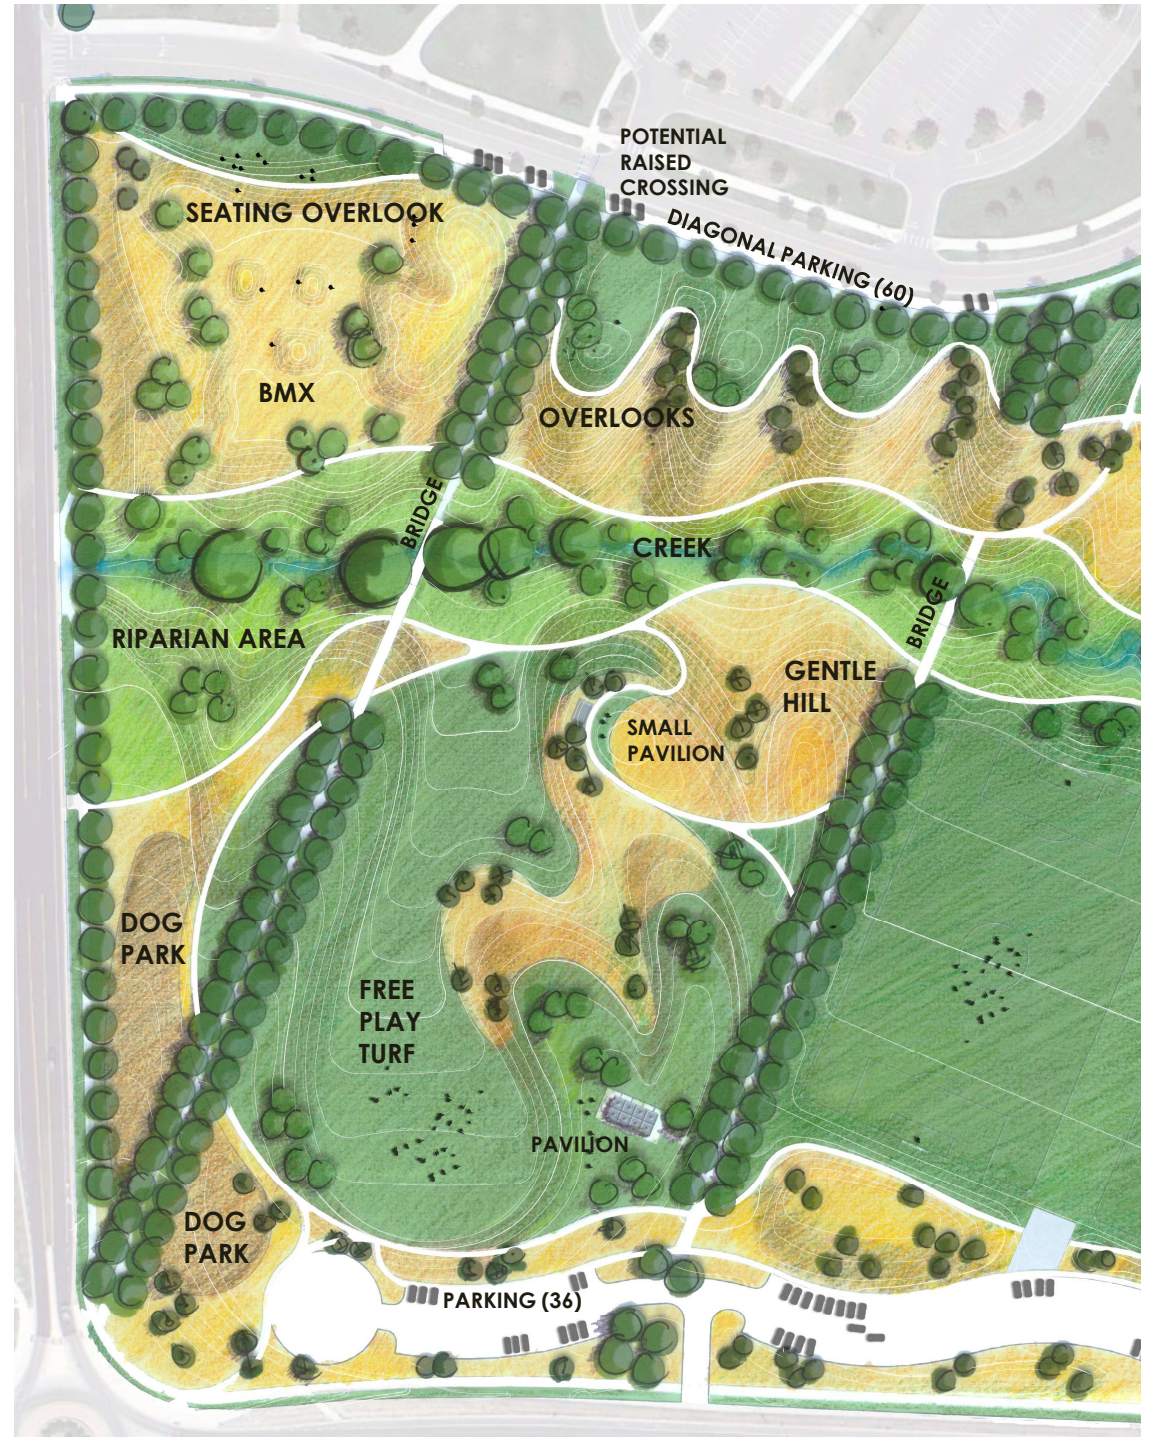 POTENTIAL
RAISED
CROSSING
SEATING OVERLOOK
DIAGONAL PARKING (60)
BMX
OVERLOOKS
BRIDGE
CREEK
BRIDGE
RIPARIAN AREA
GENTLE
HILL
SMALL
PAVILION
DOG
PARK
FREE
PLAY
TURF
PAVILION
DOG
PARK
PARKING (36)